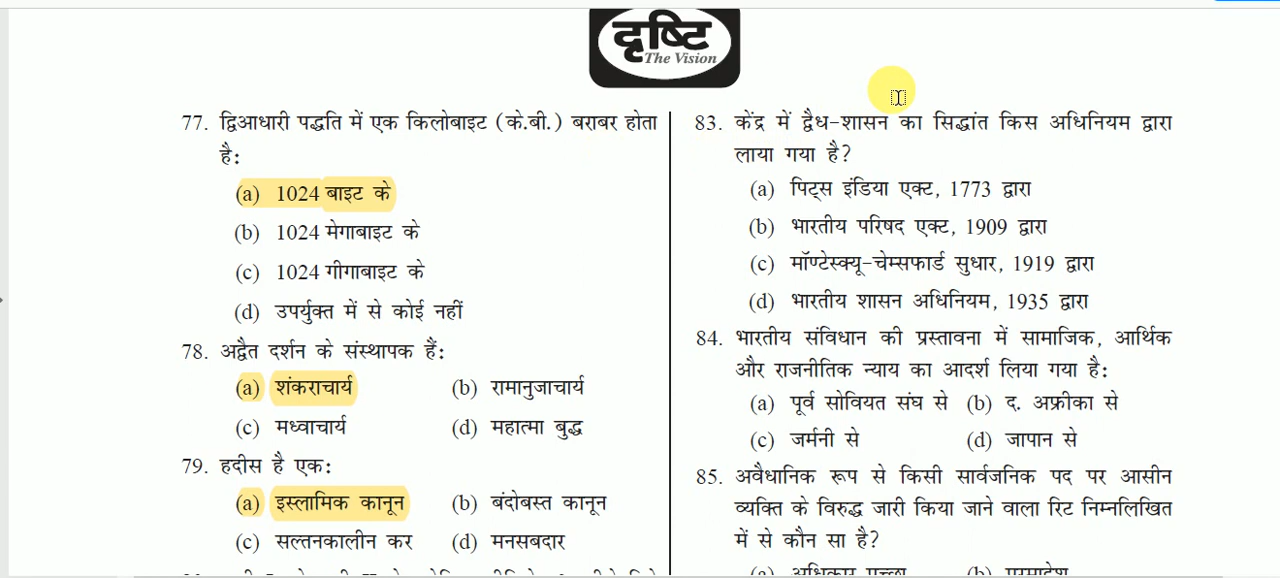 दृष्टि
The Vision
77. द्विआधारी पद्धति में एक किलोबाइट (के.बी.) बराबर होता
है:
(a) 1024 बाइट के
(b) 1024 मेगाबाइट के
(c) 1024 गीगाबाइट के
(d) उपर्युक्त में से कोई नहीं
78. अद्वैत दर्शन के संस्थापक हैं:
(a) शंकराचार्य (b) रामानुजाचार्य
(c) मध्वाचार्य (d) महात्मा बुद्ध
79. हदीस है एक:
(a) इस्लामिक कानून (b) बंदोबस्त कानून
(c) सल्तनकालीन कर (d) मनसबदार
83. केंद्र में द्वैध-शासन का सिद्धांत किस अधिनियम द्वारा
लाया गया है?
(a) पिट्स इंडिया एक्ट, 1773 द्वारा
(b) भारतीय परिषद एक्ट, 1909 द्वारा
(c) मॉण्टेस्क्यू-चेम्सफार्ड सुधार, 1919 द्वारा
(d) भारतीय शासन अधिनियम, 1935 द्वारा
84. भारतीय संविधान की प्रस्तावना में सामाजिक, आर्थिक
और राजनीतिक न्याय का आदर्श लिया गया है:
(a) पूर्व सोवियत संघ से (b) द. अफ्रीका से
(c) जर्मनी से (d) जापान से
85. अवैधानिक रूप से किसी सार्वजनिक पद पर आसीन
व्यक्ति के विरुद्ध जारी किया जाने वाला रिट निम्नलिखित
में से कौन सा है?
(a) अधिकार पृच्छा (b) परमादेश